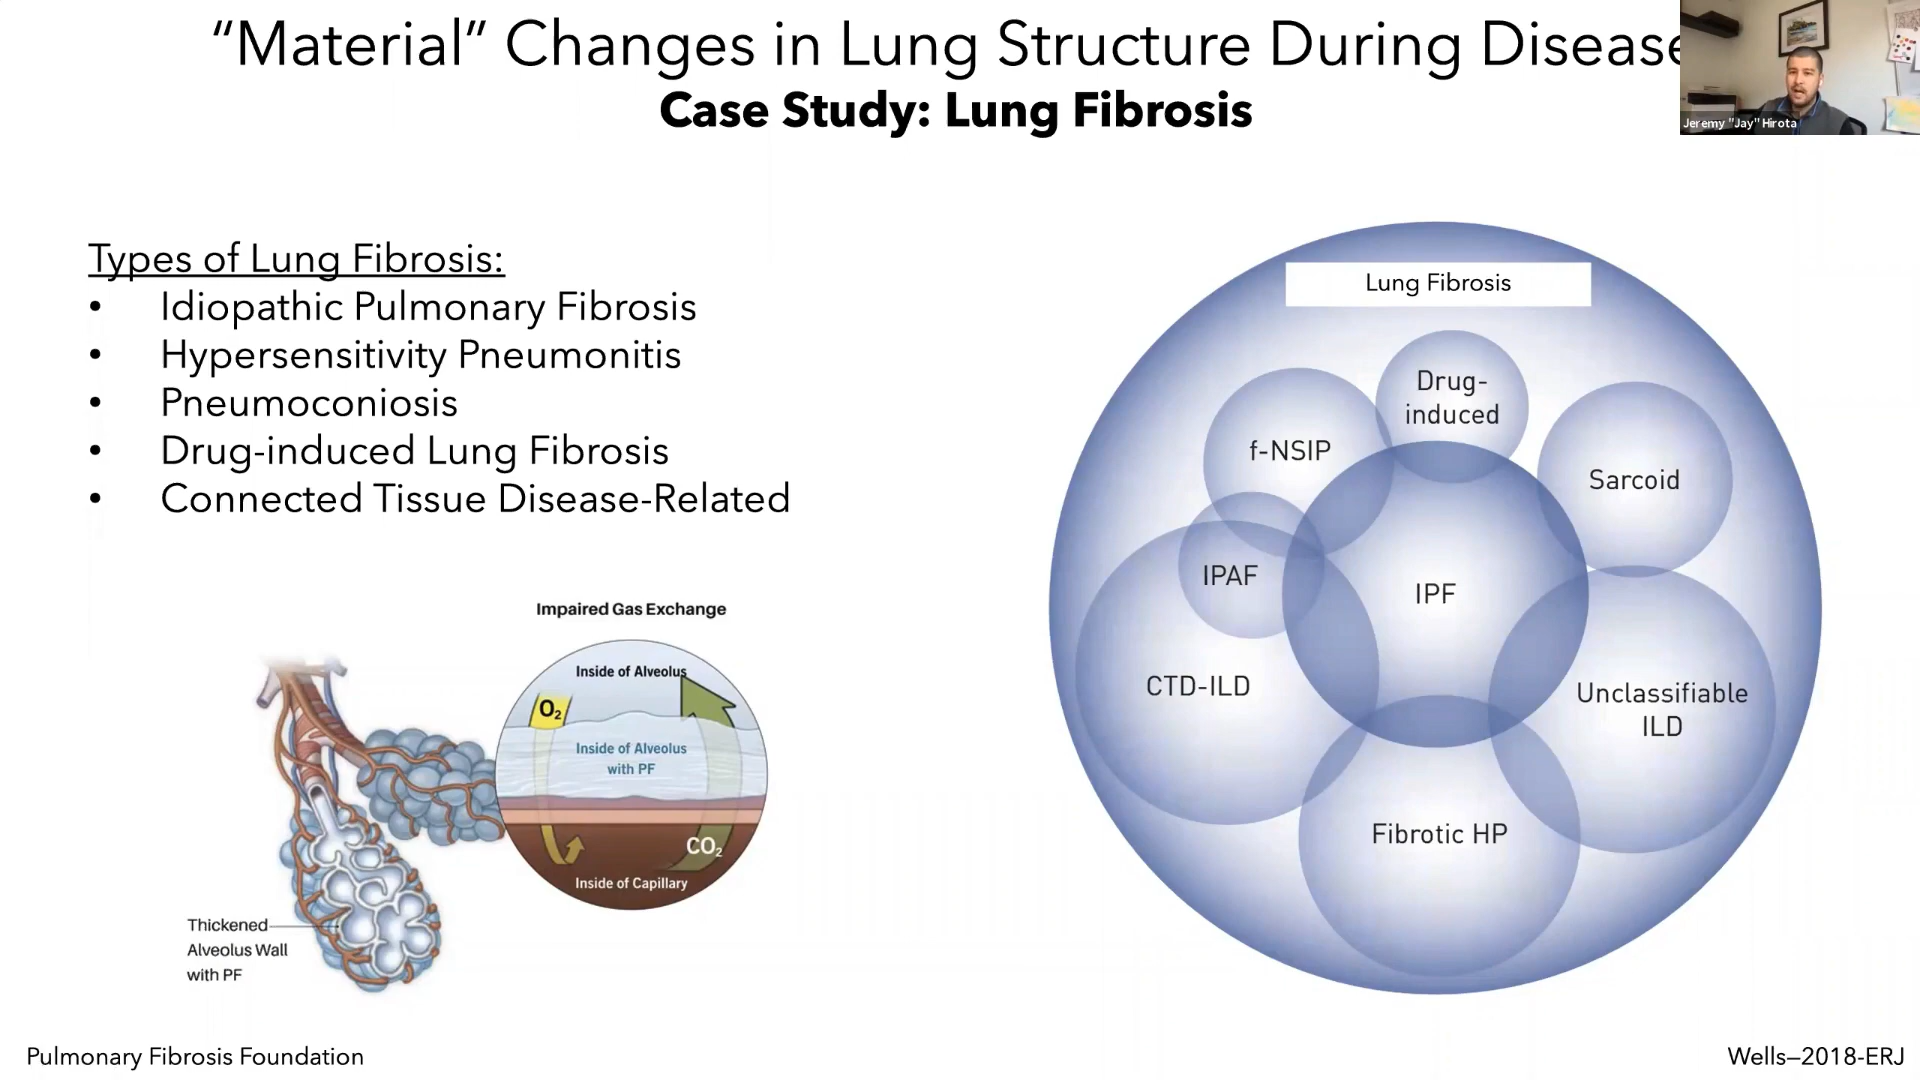 “Material” Changes in Lung Structure During Disease
Case Study: Lung Fibrosis
Jeremy "Jay" Hirota
Types of Lung Fibrosis:
• Idiopathic Pulmonary Fibrosis
• Hypersensitivity Pneumonitis
• Pneumoconiosis
• Drug-induced Lung Fibrosis
• Connected Tissue Disease-Related
Impaired Gas Exchange
Inside of Alveolus
O₂
Inside of Alveolus
with PF
CO₂
Inside of Capillary
Thickened
Alveolus Wall
with PF
Lung Fibrosis
Drug-
induced
f-NSIP
Sarcoid
IPAF
IPF
CTD-ILD
Unclassifiable
ILD
Fibrotic HP
Pulmonary Fibrosis Foundation
Wells–2018-ERJ